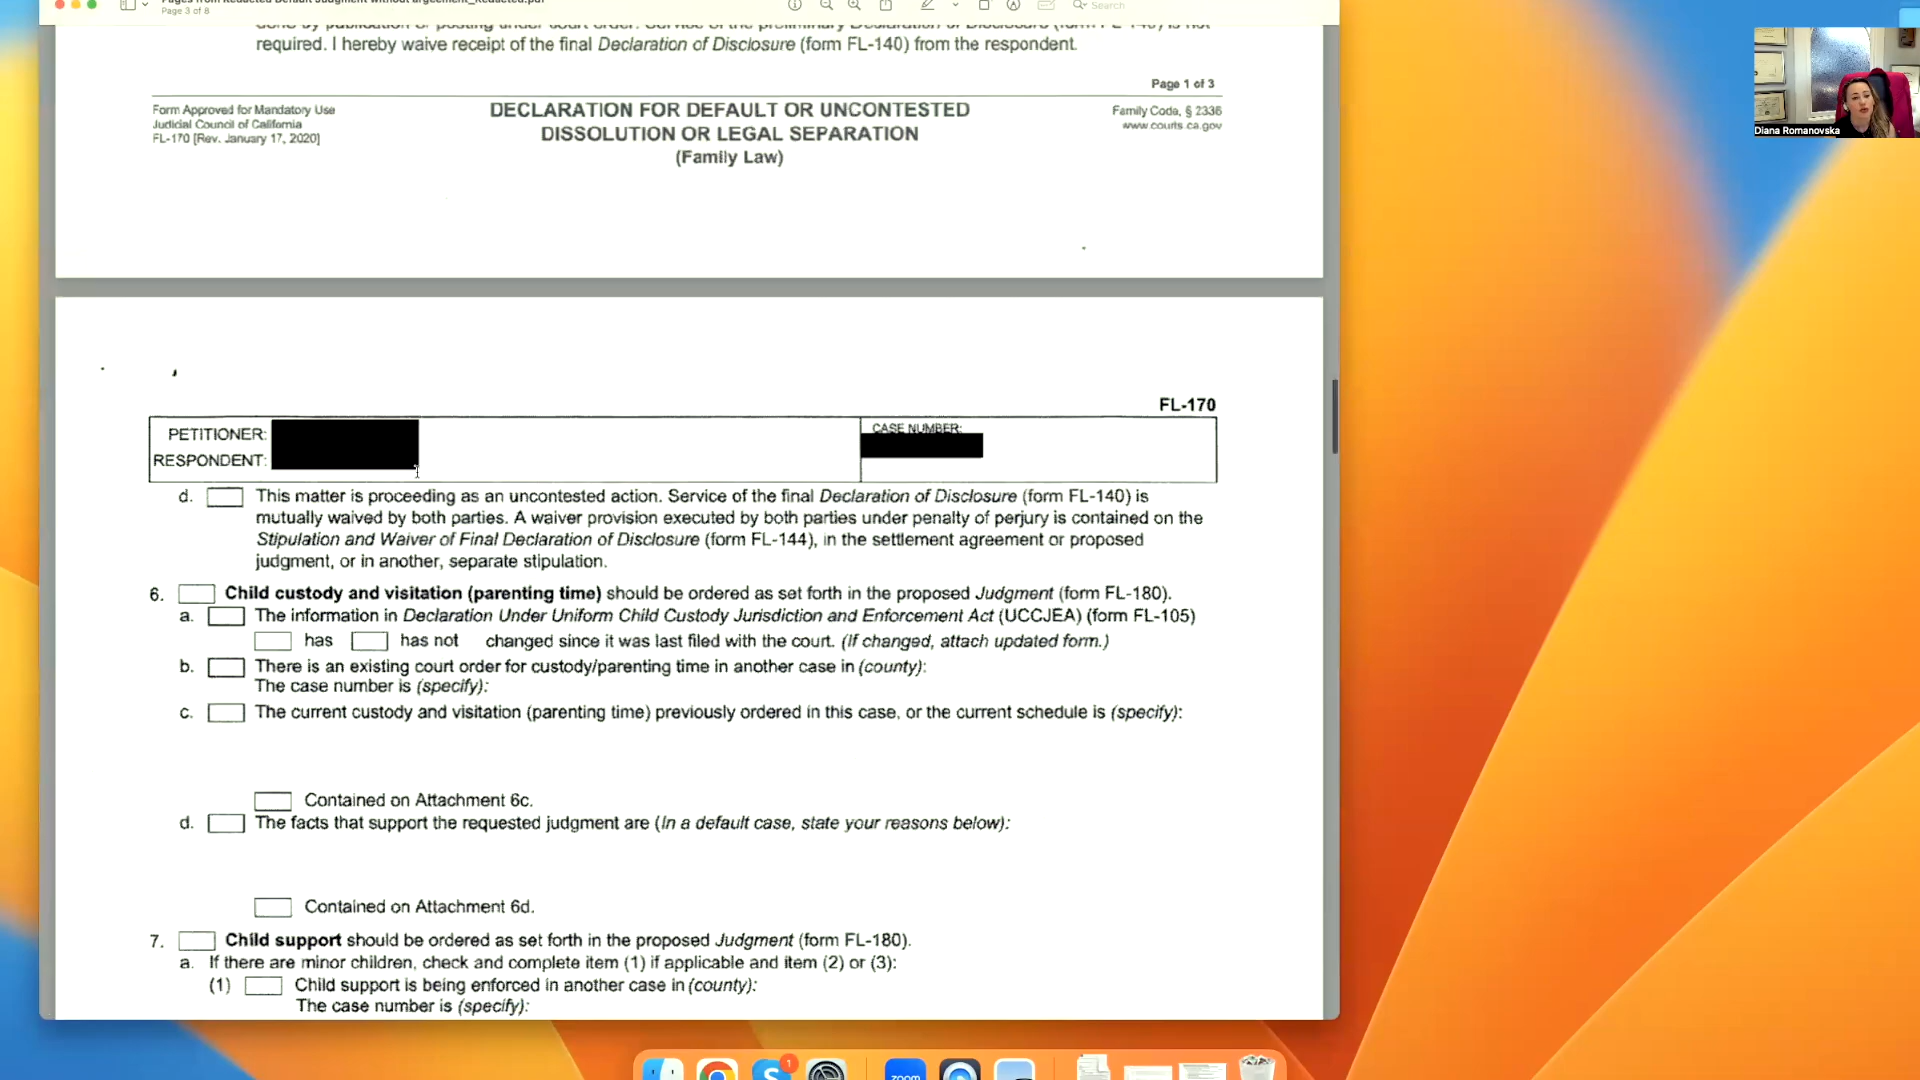 Pages from Redacted Default Judgment without argeement_Redacted.pdf
Page 3 of 8
Search
required. I hereby waive receipt of the final Declaration of Disclosure (form FL-140) from the respondent.
Page 1 of 3
Form Approved for Mandatory Use
Judicial Council of California
FL-170 [Rev. January 17, 2020]
DECLARATION FOR DEFAULT OR UNCONTESTED
DISSOLUTION OR LEGAL SEPARATION
(Family Law)
Family Code, § 2336
www.courts.ca.gov
Diana Romanovska
FL-170
PETITIONER:
RESPONDENT:
CASE NUMBER:
d. This matter is proceeding as an uncontested action. Service of the final Declaration of Disclosure (form FL-140) is
mutually waived by both parties. A waiver provision executed by both parties under penalty of perjury is contained on the
Stipulation and Waiver of Final Declaration of Disclosure (form FL-144), in the settlement agreement or proposed
judgment, or in another, separate stipulation.
6. Child custody and visitation (parenting time) should be ordered as set forth in the proposed Judgment (form FL-180).
a. The information in Declaration Under Uniform Child Custody Jurisdiction and Enforcement Act (UCCJEA) (form FL-105)
has has not changed since it was last filed with the court. (If changed, attach updated form.)
b. There is an existing court order for custody/parenting time in another case in (county):
The case number is (specify):
c. The current custody and visitation (parenting time) previously ordered in this case, or the current schedule is (specify):
Contained on Attachment 6c.
d. The facts that support the requested judgment are (In a default case, state your reasons below):
Contained on Attachment 6d.
7. Child support should be ordered as set forth in the proposed Judgment (form FL-180).
a. If there are minor children, check and complete item (1) if applicable and item (2) or (3):
(1) Child support is being enforced in another case in (county):
The case number is (specify):
1
zoom